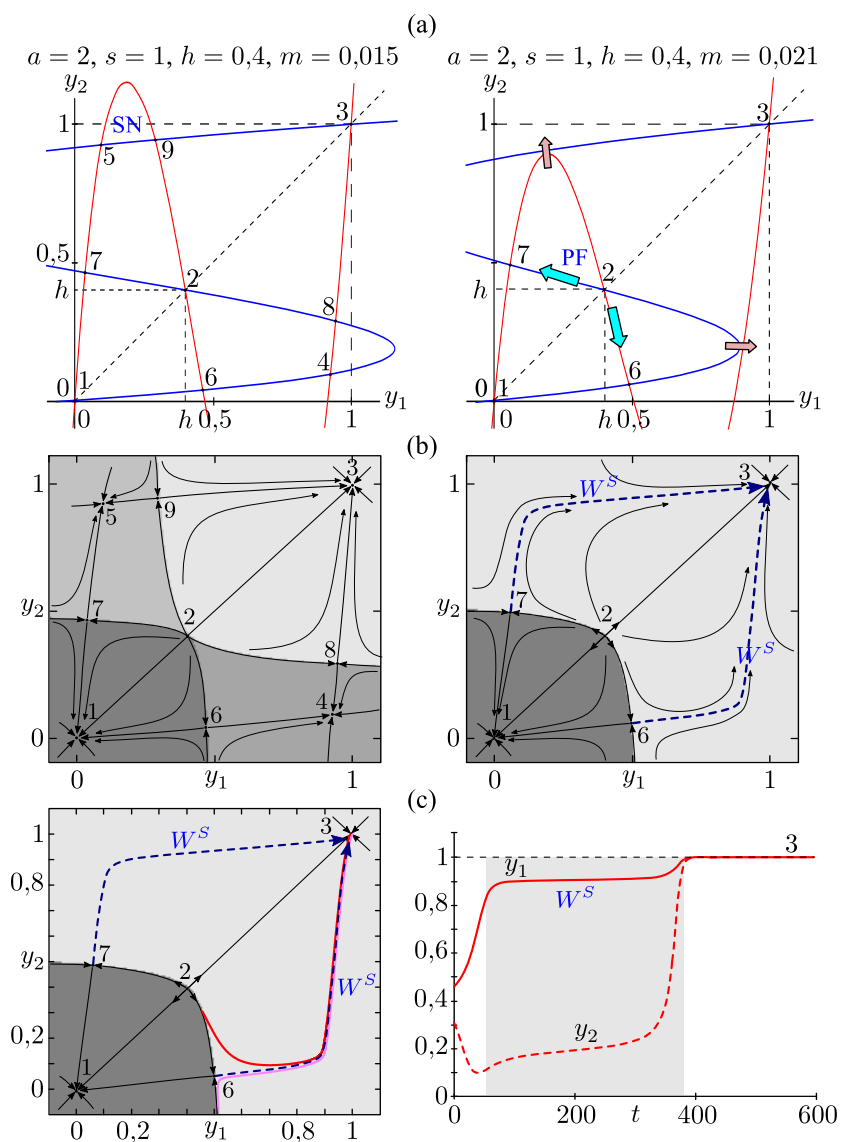 (a)
a = 2, s = 1, h = 0,4, m = 0,015
a = 2, s = 1, h = 0,4, m = 0,021
y2
1
SN
5
9
3
0,5
7
2
h
8
4
6
0
1
0
h
0,5
1
y1
y2
1
3
0,5
7
PF
2
h
6
0
1
0
h
0,5
1
y1
(b)
1
3
5
9
y2
7
2
8
6
4
1
0
0
y1
1
1
3
W^S
y2
7
2
W^S
6
1
0
0
y1
1
(c)
1
3
W^S
0,8
y2
7
2
W^S
0,2
1
6
0
0
0,2
y1
0,8
1
1
3
y1
0,8
W^S
0,6
0,4
0,2
y2
0
0
200
t
400
600